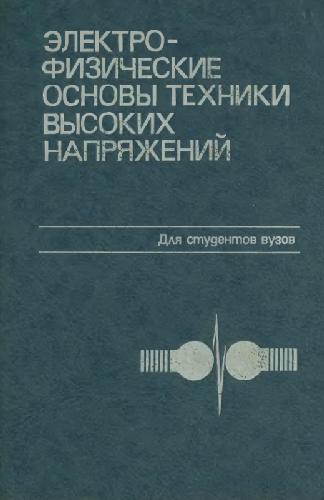 ЭЛЕКТРО-
ФИЗИЧЕСКИЕ
ОСНОВЫ ТЕХНИКИ
ВЫСОКИХ
НАПРЯЖЕНИЙ
Для студентов вузов